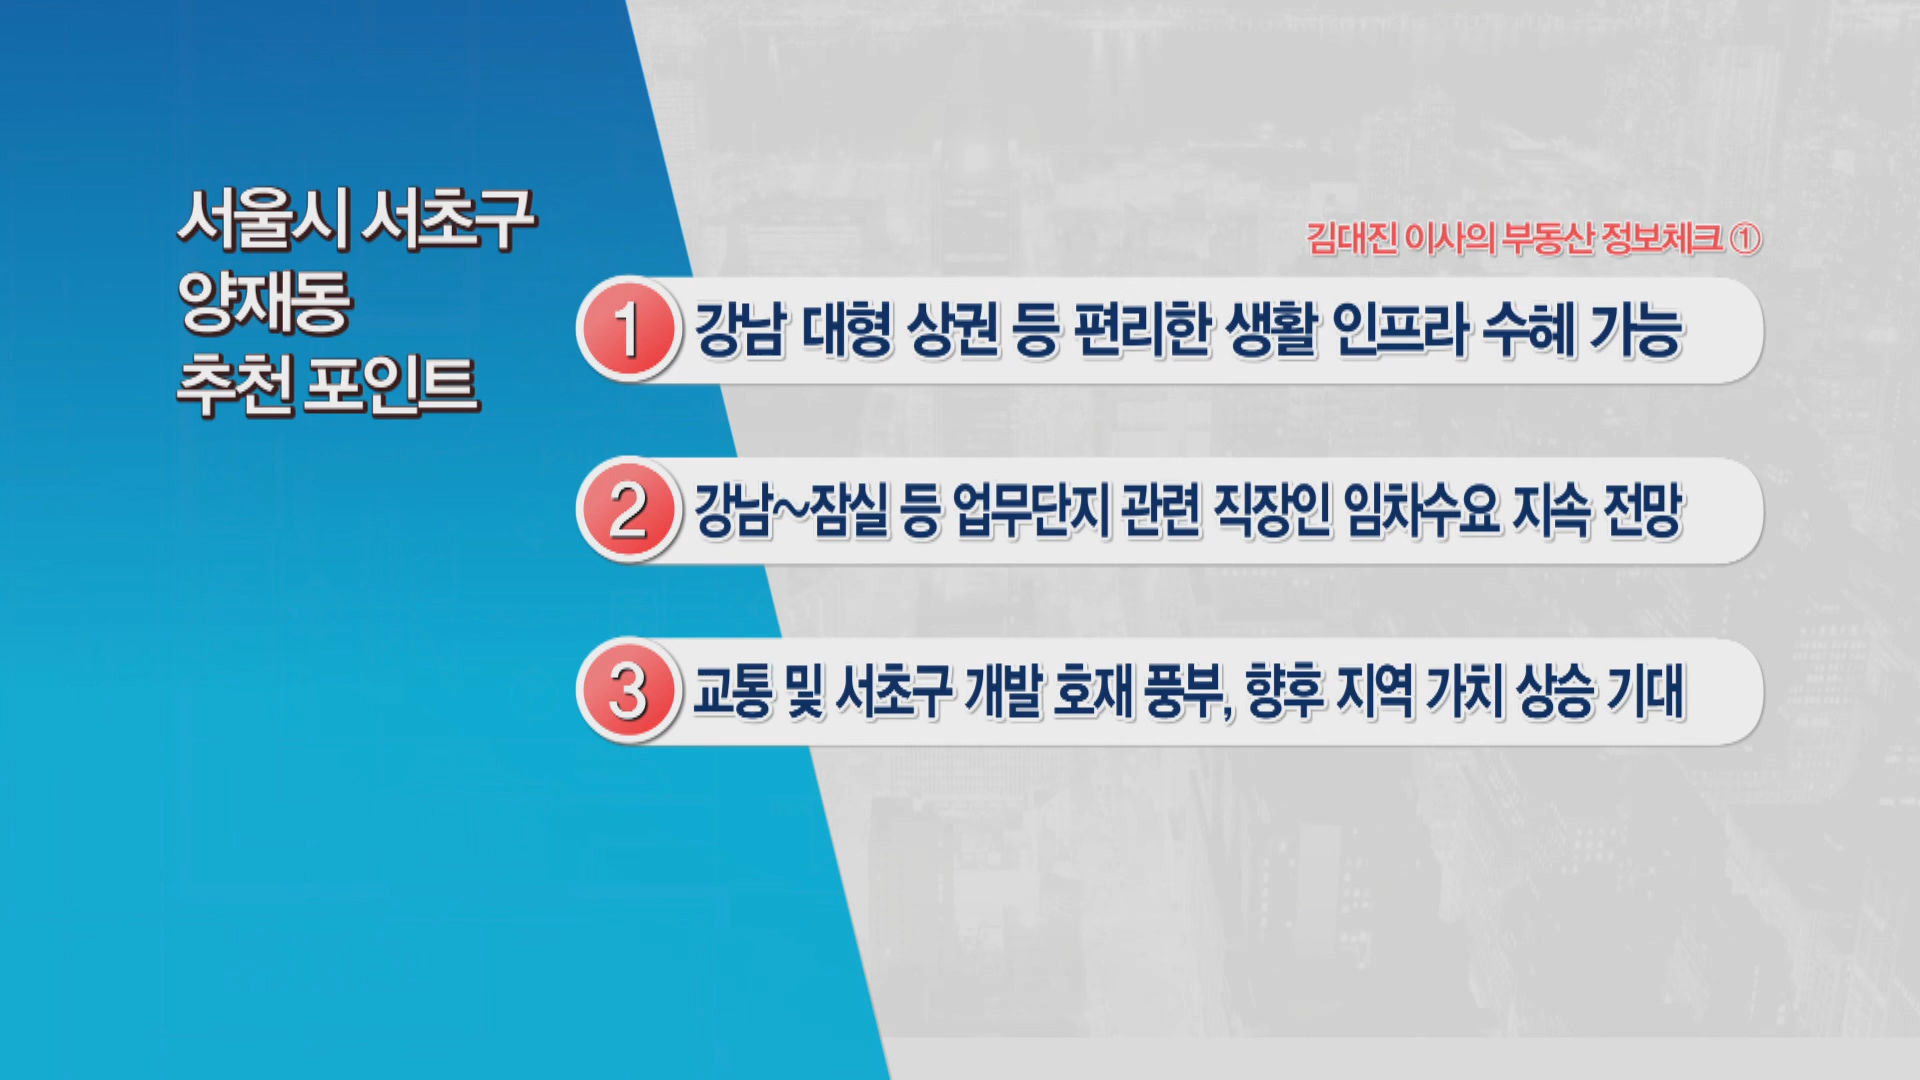 서울시 서초구
양재동
추천 포인트
김대진 이사의 부동산 정보체크 ①
1 강남 대형 상권 등 편리한 생활 인프라 수혜 가능
2 강남~잠실 등 업무단지 관련 직장인 임차수요 지속 전망
3 교통 및 서초구 개발 호재 풍부, 향후 지역 가치 상승 기대